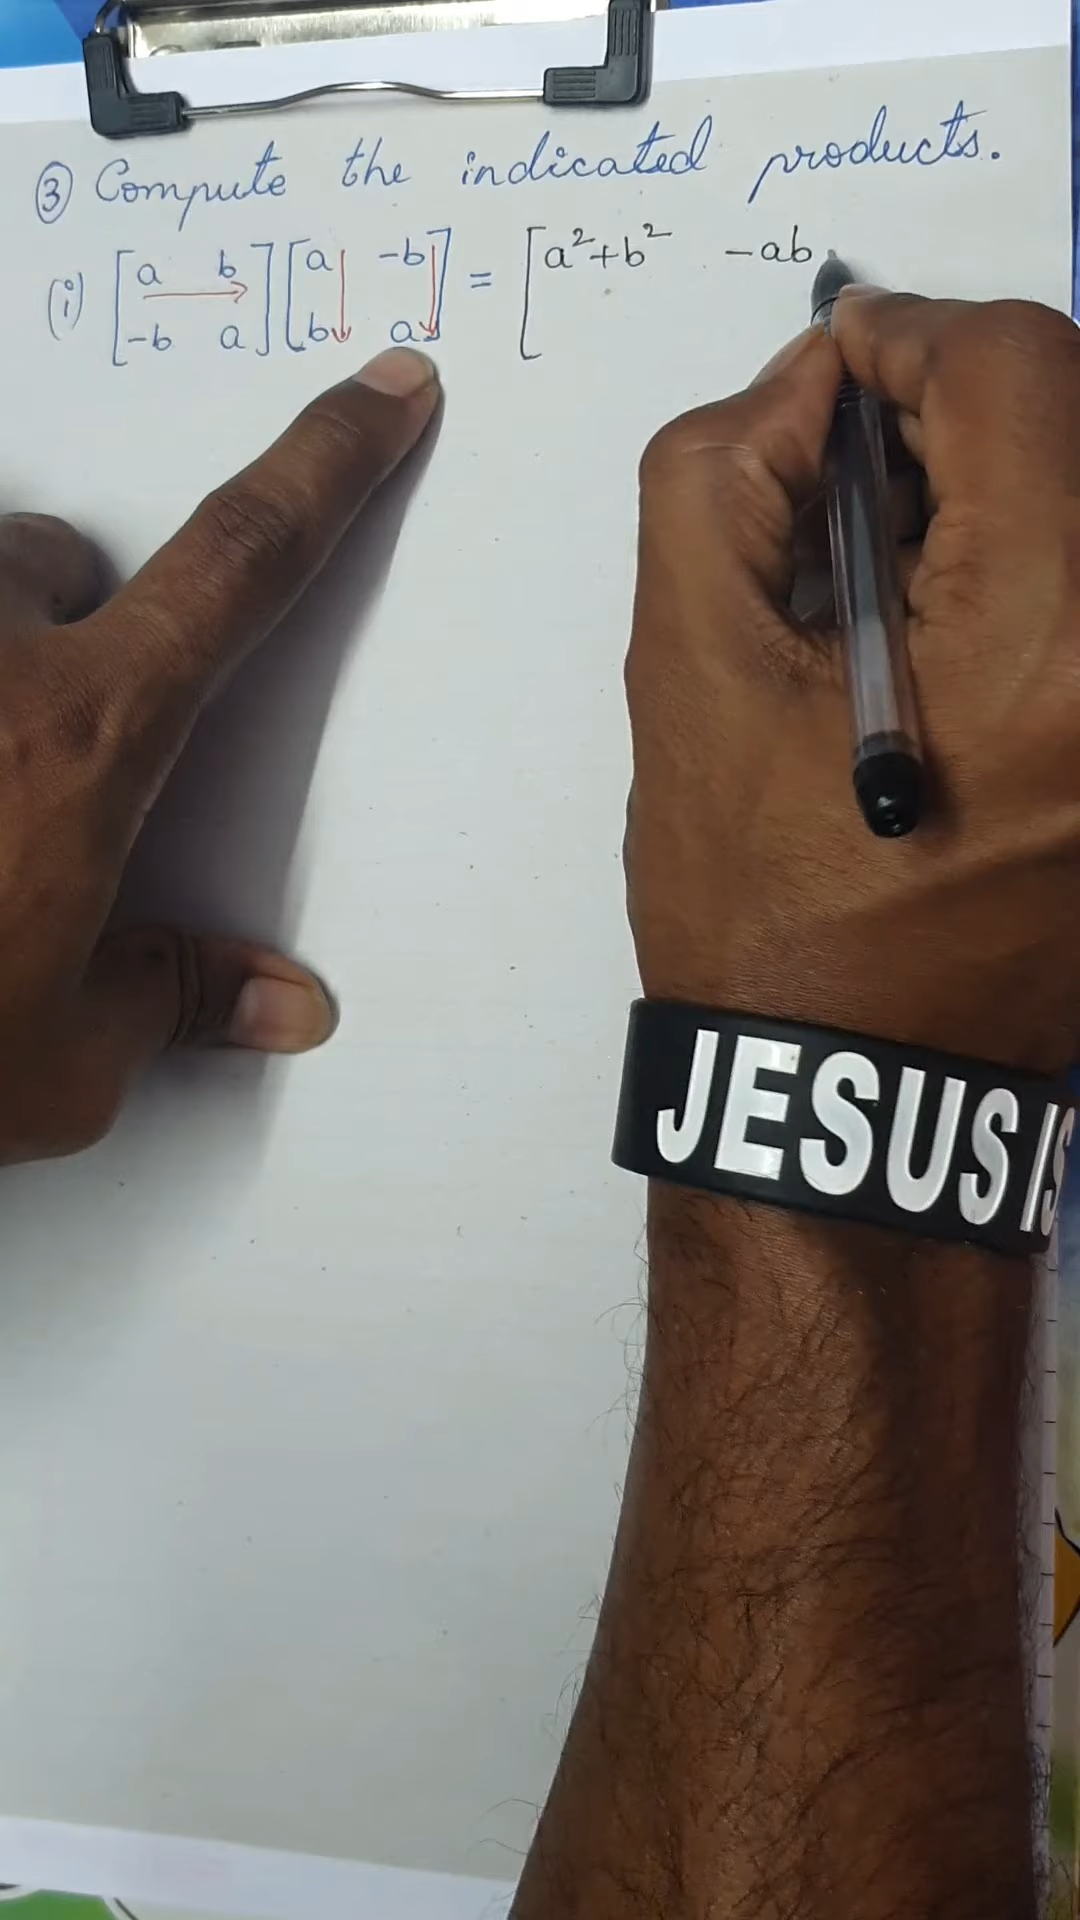 ③ Compute the indicated products.
(i) [a b -b a] [a -b b a] = [a²+b² -ab
JESUS IS